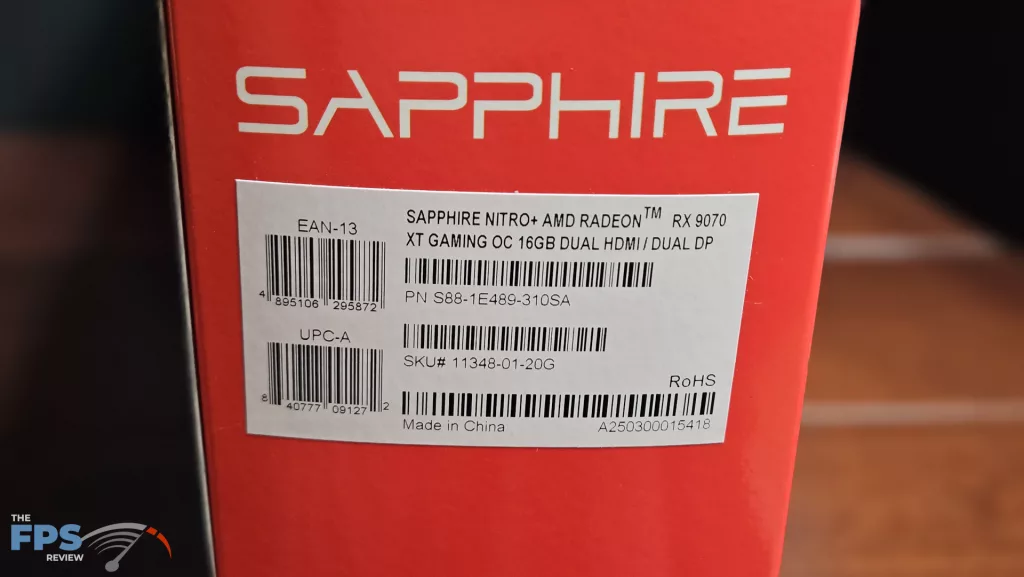 SAPPHIRE
EAN-13
4 895106 295872
UPC-A
8 40777 09127 2
SAPPHIRE NITRO+ AMD RADEON™ RX 9070
XT GAMING OC 16GB DUAL HDMI / DUAL DP
PN S88-1E489-310SA
SKU# 11348-01-20G
RoHS
Made in China A250300015418
THE
FPS
REVIEW